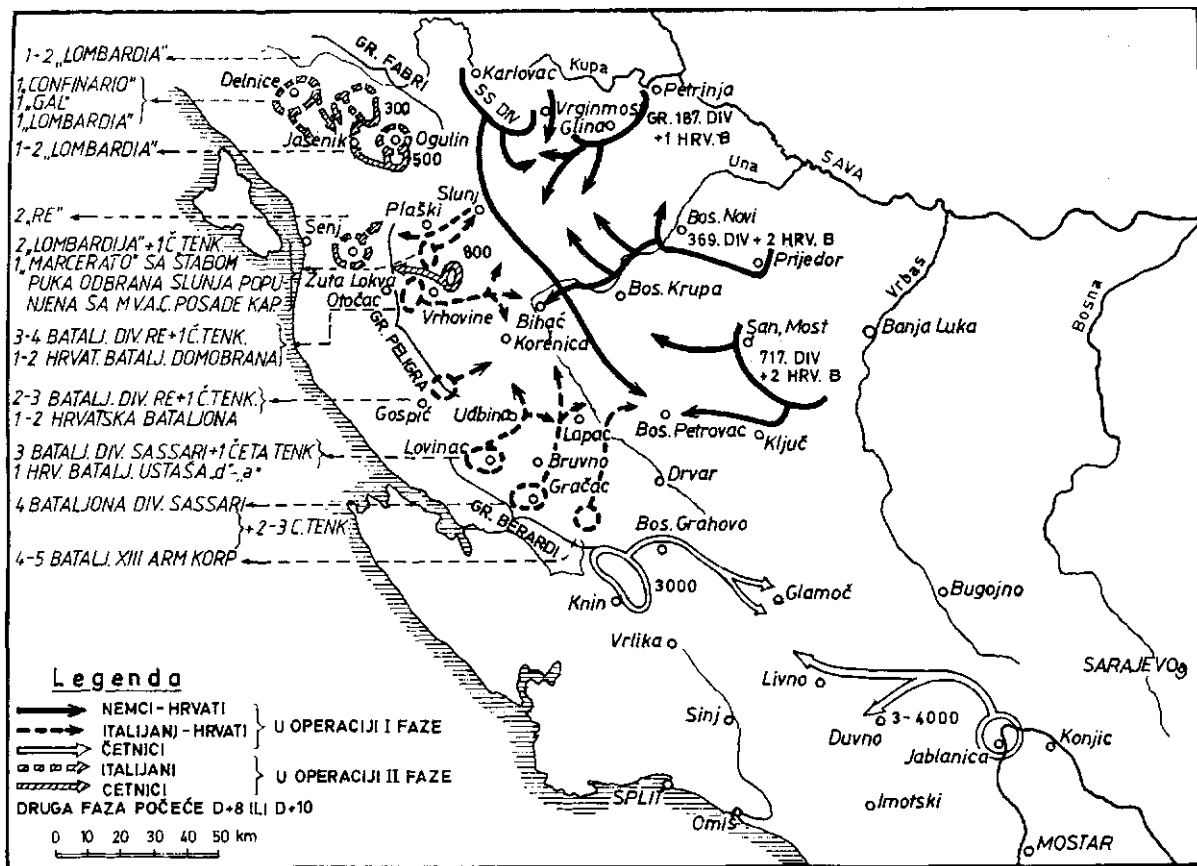 1-2 „LOMBARDIA"
1„CONFINARIO"
1„GAL"
1„LOMBARDIA"
1-2 „LOMBARDIA"
2„RE"
2„LOMBARDIJA"+1Č TENK.
1„MARCERATO" SA ŠTABOM
PUKA ODBRANA SLUNJA POPU-
NJENA SA M V.A.C. POSADE KAP.
3-4 BATALJ. DIV. RE+1Č.TENK.
1-2 HRVAT. BATALJ. DOMOBRANA
2-3 BATALJ. DIV. RE+1Č.TENK.
1-2 HRVATSKA BATALJONA
3 BATALJ. DIV. SASSARI+1ČETA TENK
1 HRV. BATALJ. USTAŠA „d"-„a"
4 BATALJONA DIV. SASSARI
+2-3 Č.TENK
4-5 BATALJ. XIII ARM KORP
GR. FABRI
Delnice
300
Jasenik
Ogulin
500
Karlovac
Kupa
SS DIV
Vrginmost
Glina
Petrinja
GR. 187. DIV
+1 HRV. B
Una
SAVA
Slunj
Plaški
Senj
800
Žuta Lokva
Otočac
Vrhovine
Bihać
Korenica
Bos. Novi
369. DIV + 2 HRV. B
Prijedor
Bos. Krupa
Vrbas
Bosna
Banja Luka
San. Most
717. DIV
+2 HRV. B
GR. PELIGRA
Gospić
Udbina
Lapac
Bos. Petrovac
Ključ
Lovinac
Bruvno
Gračac
Drvar
GR. BERARDI
Bos. Grahovo
3000
Knin
Glamoč
Bugojno
Vrlika
SARAJEVO
Livno
Sinj
Duvno
3-4000
Jablanica
Konjic
SPLIT
Omiš
Imotski
MOSTAR
Legenda
NEMCI-HRVATI
ITALIJANI-HRVATI
U OPERACIJI I FAZE
ČETNICI
ITALIJANI
ČETNICI
U OPERACIJI II FAZE
DRUGA FAZA POČEĆE D+8 ILI D+10
0 10 20 30 40 50 km